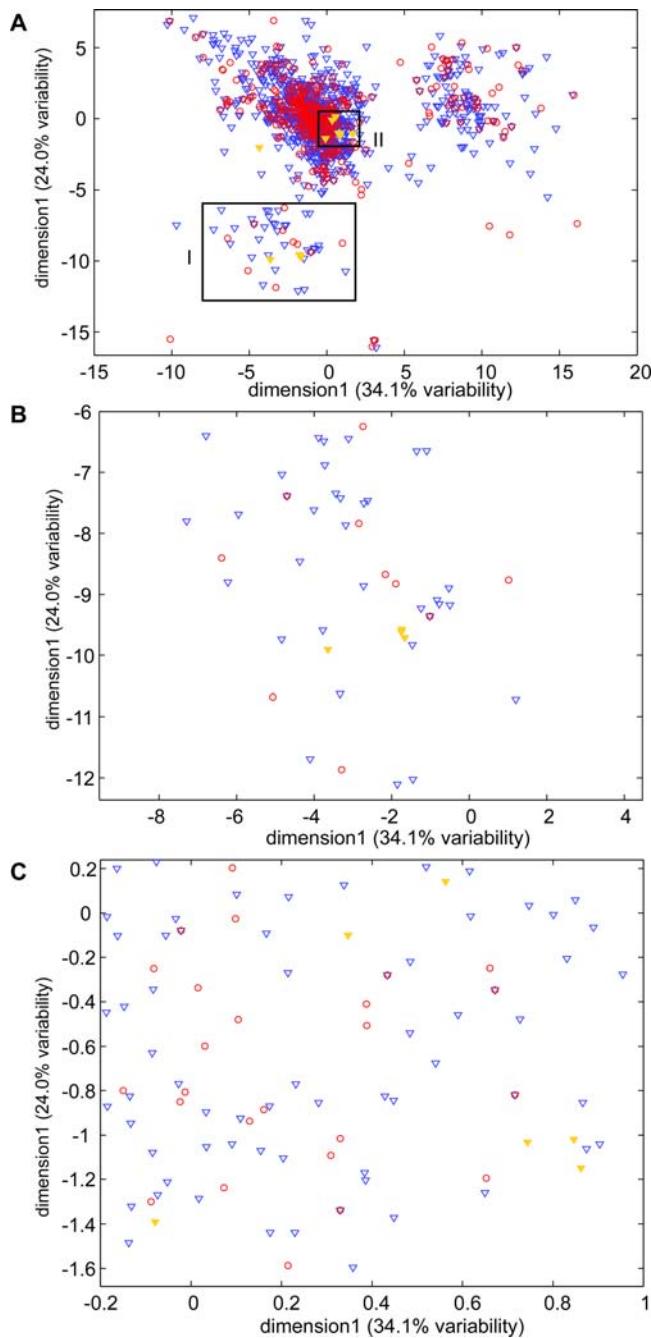 A
5
0
-5
-10
-15
dimension1 (24.0% variability)
I
II
-15 -10 -5 0 5 10 15 20
dimension1 (34.1% variability)
B
-6
-7
-8
-9
-10
-11
-12
dimension1 (24.0% variability)
-8 -6 -4 -2 0 2 4
dimension1 (34.1% variability)
C
0.2
0
-0.2
-0.4
-0.6
-0.8
-1
-1.2
-1.4
-1.6
dimension1 (24.0% variability)
-0.2 0 0.2 0.4 0.6 0.8 1
dimension1 (34.1% variability)